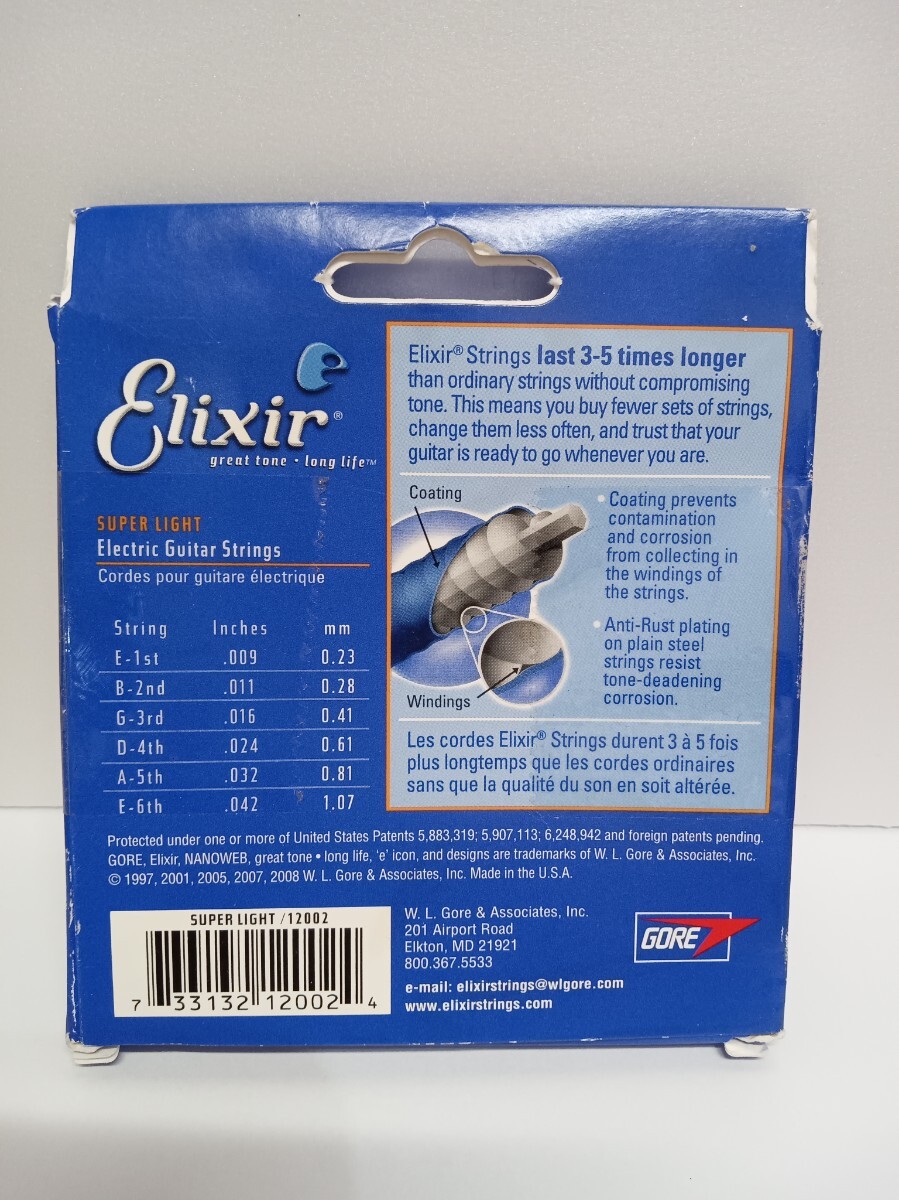 Elixir®
great tone • long life™
SUPER LIGHT
Electric Guitar Strings
Cordes pour guitare électrique
String Inches mm
E-1st .009 0.23
B-2nd .011 0.28
G-3rd .016 0.41
D-4th .024 0.61
A-5th .032 0.81
E-6th .042 1.07
Elixir® Strings last 3-5 times longer
than ordinary strings without compromising
tone. This means you buy fewer sets of strings,
change them less often, and trust that your
guitar is ready to go whenever you are.
Coating
Windings
• Coating prevents
contamination
and corrosion
from collecting in
the windings of
the strings.
• Anti-Rust plating
on plain steel
strings resist
tone-deadening
corrosion.
Les cordes Elixir® Strings durent 3 à 5 fois
plus longtemps que les cordes ordinaires
sans que la qualité du son en soit altérée.
Protected under one or more of United States Patents 5,883,319; 5,907,113; 6,248,942 and foreign patents pending.
GORE, Elixir, NANOWEB, great tone • long life, 'e' icon, and designs are trademarks of W. L. Gore & Associates, Inc.
© 1997, 2001, 2005, 2007, 2008 W. L. Gore & Associates, Inc. Made in the U.S.A.
SUPER LIGHT /12002
7 33132 12002 4
W. L. Gore & Associates, Inc.
201 Airport Road
Elkton, MD 21921
800.367.5533
e-mail: elixirstrings@wlgore.com
www.elixirstrings.com
GORE